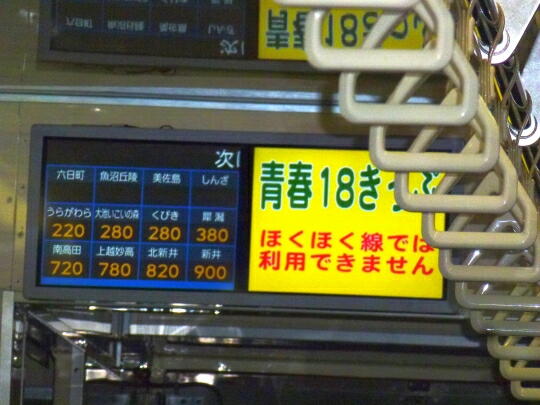 次は
六日町 魚沼丘陵 美佐島 しんざ
うらがわら 大池いこいの森 くびき 犀潟
220 280 280 380
南高田 上越妙高 北新井 新井
720 780 820 900
青春18きっぷ
ほくほく線では
利用できません